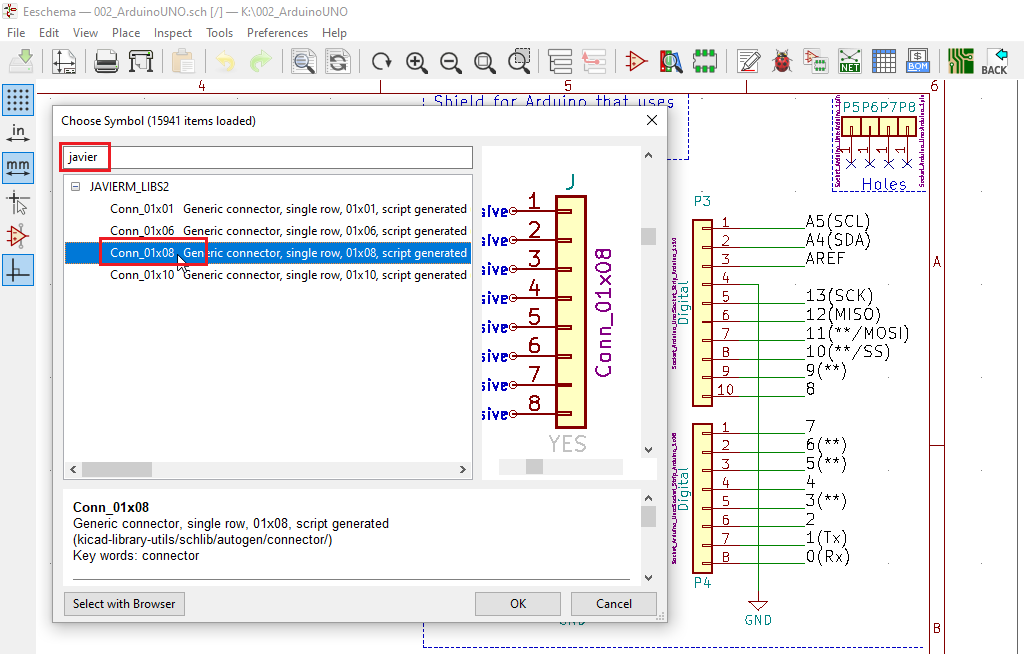 Eeschema — 002_ArduinoUNO.sch [/] — K:\002_ArduinoUNO
File Edit View Place Inspect Tools Preferences Help
NET BOM BACK
4 5 6
Shield for Arduino that uses
in
mm
Choose Symbol (15941 items loaded)
javier
JAVIERM_LIBS2
Conn_01x01 Generic connector, single row, 01x01, script generated
Conn_01x06 Generic connector, single row, 01x06, script generated
Conn_01x08 Generic connector, single row, 01x08, script generated
Conn_01x10 Generic connector, single row, 01x10, script generated
J
sive 1
sive 2
sive 3
sive 4
sive 5
sive 6
sive 7
sive 8
Conn_01x08
YES
Conn_01x08
Generic connector, single row, 01x08, script generated
(kicad-library-utils/schlib/autogen/connector/)
Key words: connector
Select with Browser OK Cancel
GND
P5 P6 P7 P8
1 1 1 1
Holes
P3
Digital
1 A5(SCL)
2 A4(SDA)
3 AREF
4
5 13(SCK)
6 12(MISO)
7 11(**/MOSI)
8 10(**/SS)
9 9(**)
10 8
A
Digital
1 7
2 6(**)
3 5(**)
4 4
5 3(**)
6 2
7 1(Tx)
8 0(Rx)
P4
GND
B